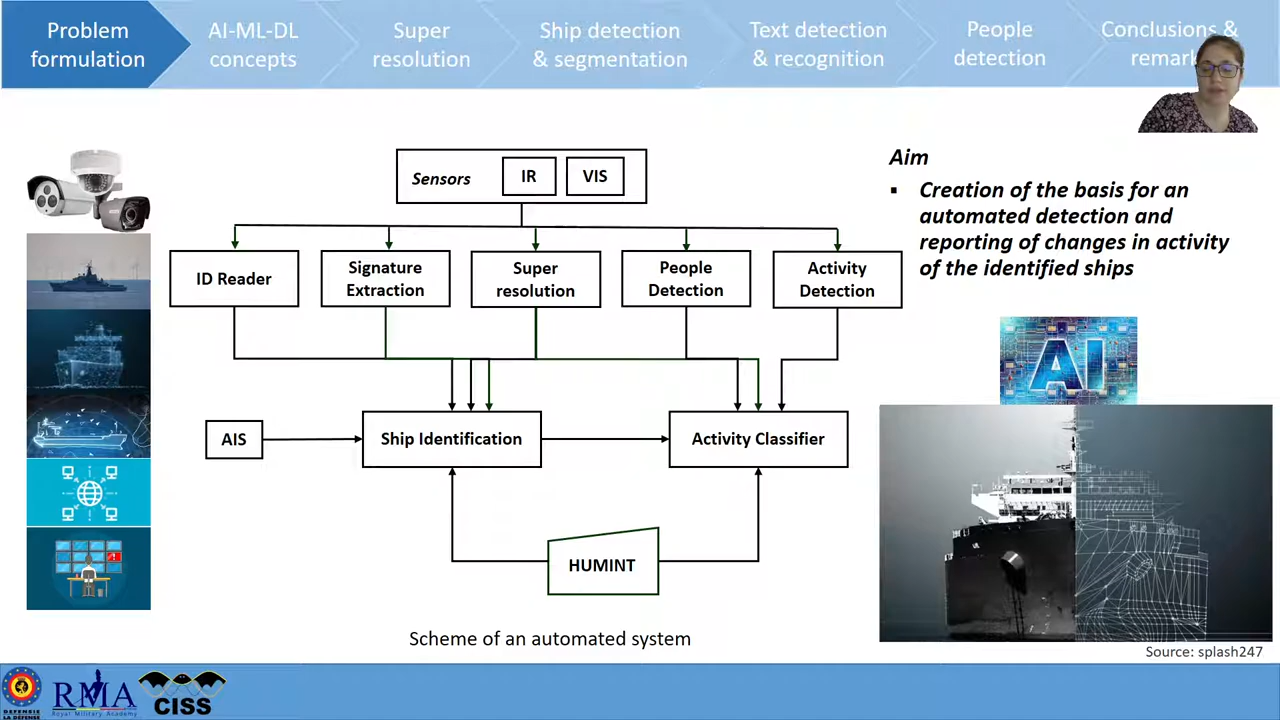 Problem
formulation
AI-ML-DL
concepts
Super
resolution
Ship detection
& segmentation
Text detection
& recognition
People
detection
Conclusions &
Sensors
IR
VIS
ID Reader
Signature
Extraction
Super
resolution
People
Detection
Activity
Detection
AIS
Ship Identification
Activity Classifier
HUMINT
Scheme of an automated system
Aim
▪ Creation of the basis for an
automated detection and
reporting of changes in activity
of the identified ships
AI
Source: splash247
DEFENSIE
LA DÉFENSE
RMA
Royal Military Academy
CISS